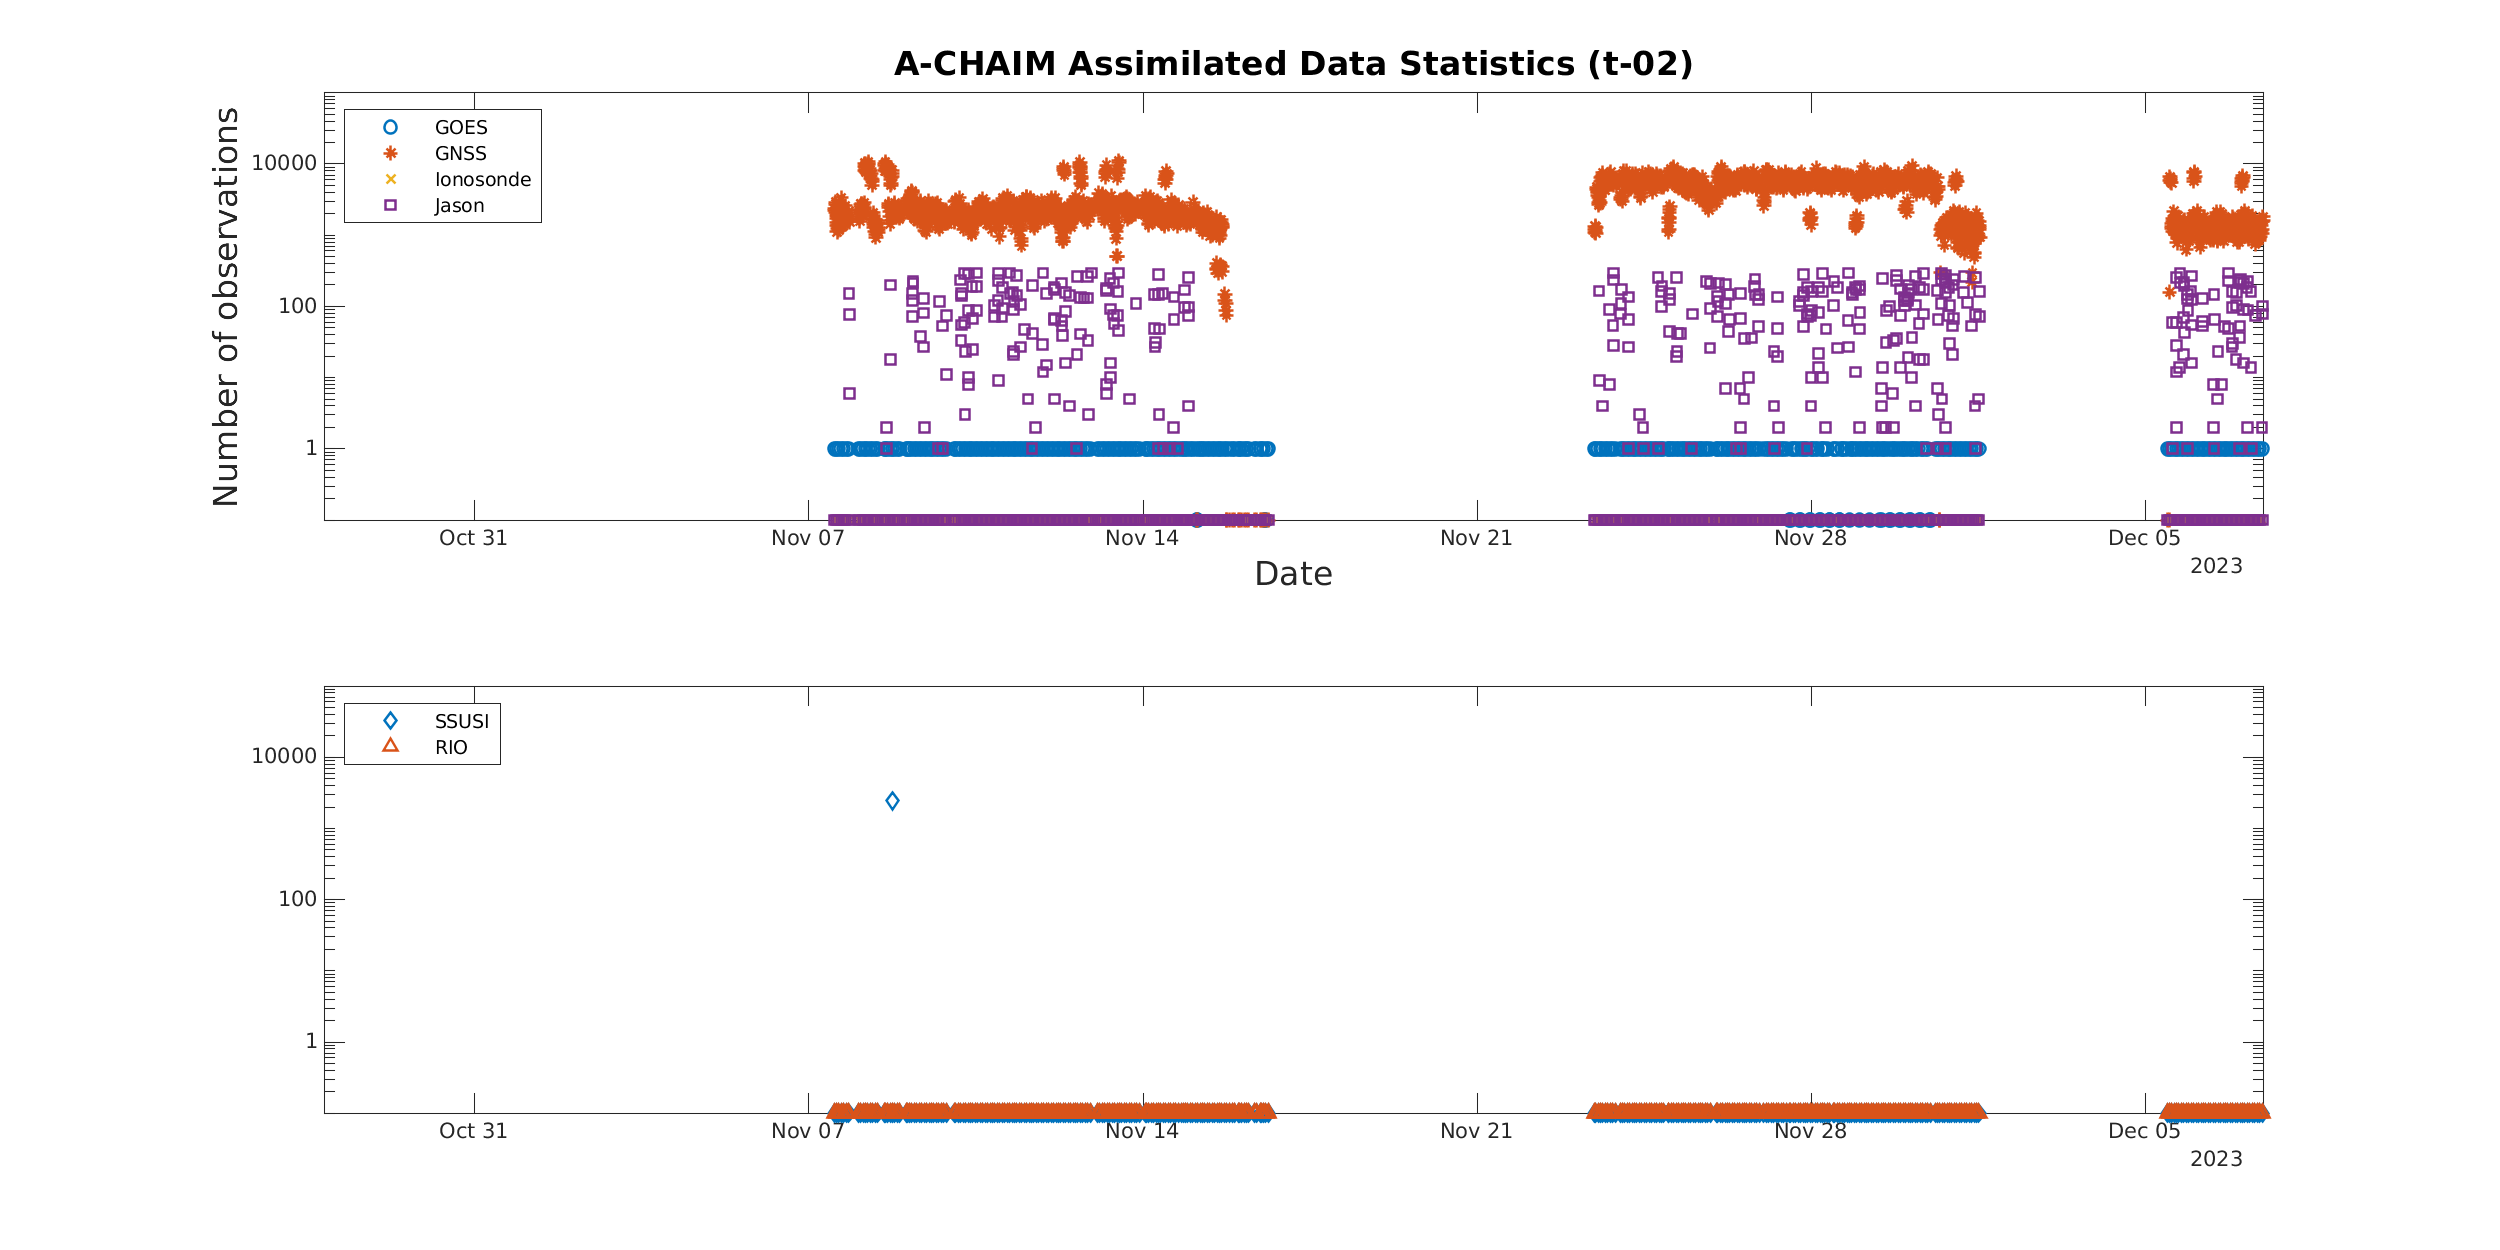 A-CHAIM Assimilated Data Statistics (t-02)
Number of observations
10000
100
1
GOES
GNSS
Ionosonde
Jason
Oct 31
Nov 07
Nov 14
Nov 21
Nov 28
Dec 05
2023
Date
10000
100
1
SSUSI
RIO
Oct 31
Nov 07
Nov 14
Nov 21
Nov 28
Dec 05
2023